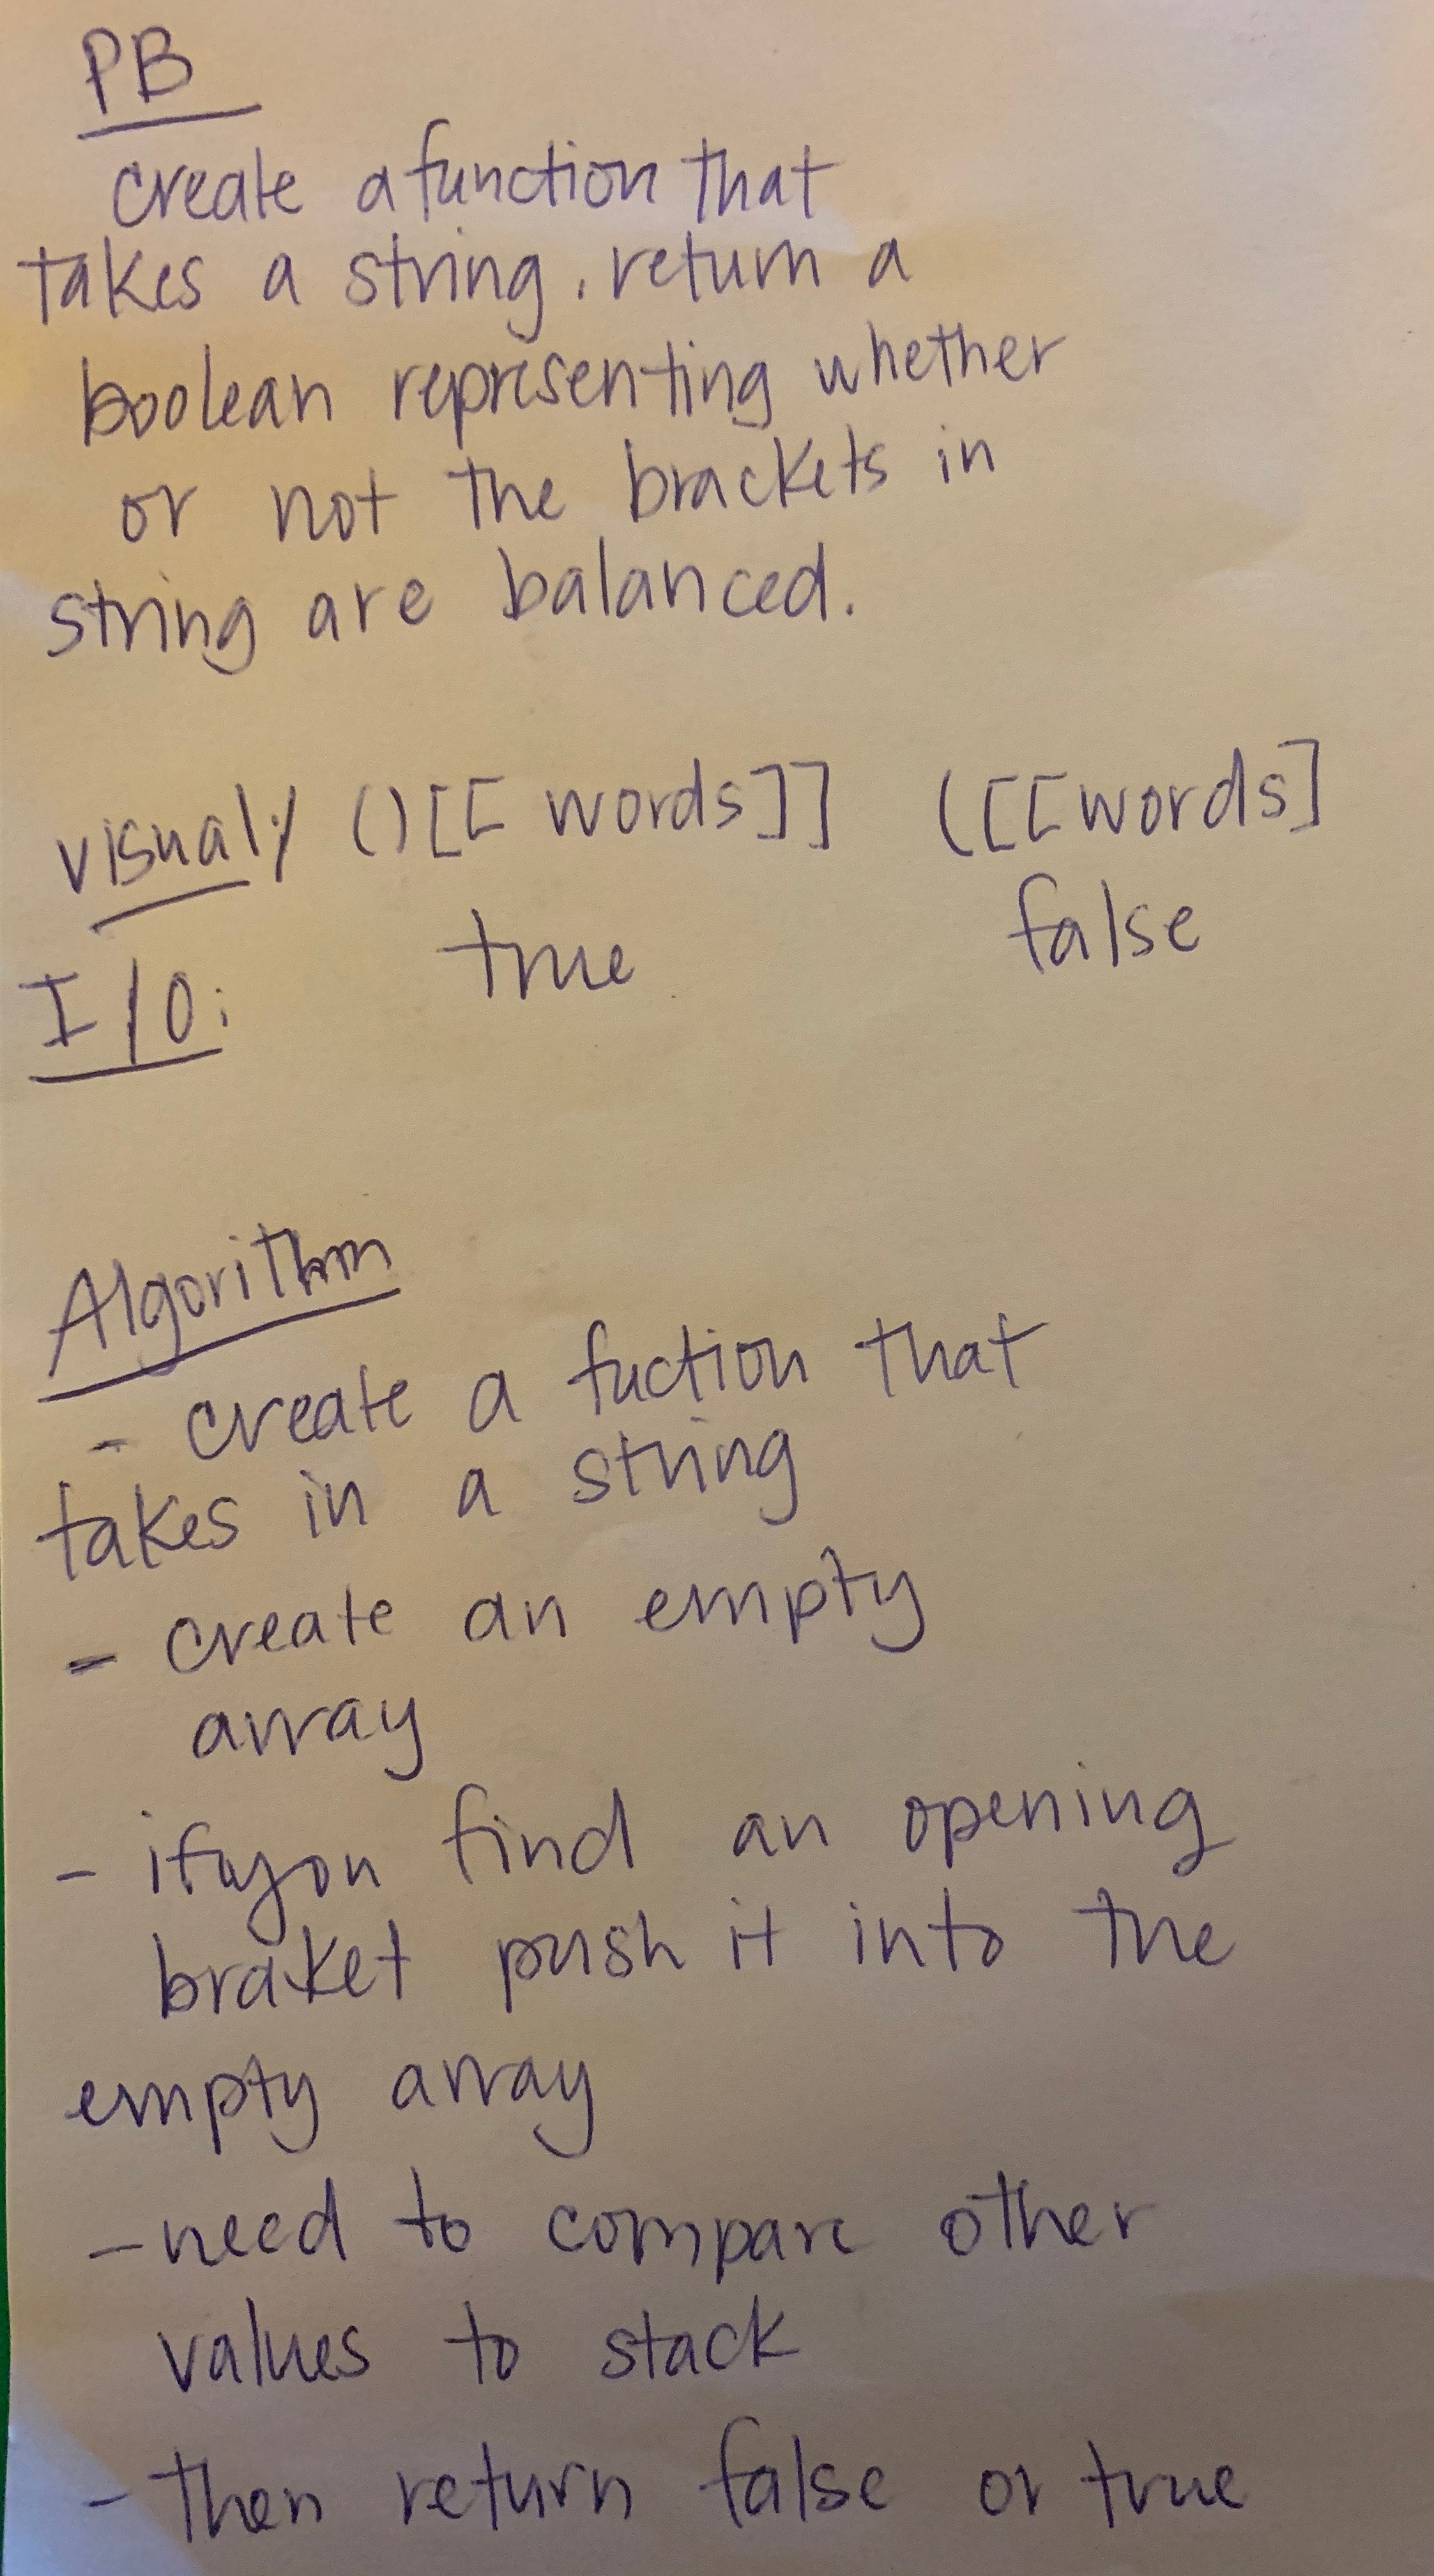 PB
create a function that
takes a string. return a
boolean representing whether
or not the brackets in
string are balanced.
visualy ()[[ words]] ([[words]
true false
I/O:
Algorithm
- create a fuction that
takes in a string
- create an empty
array
- if you find an opening
braket push it into the
empty array
- need to compare other
values to stack
- then return false or true